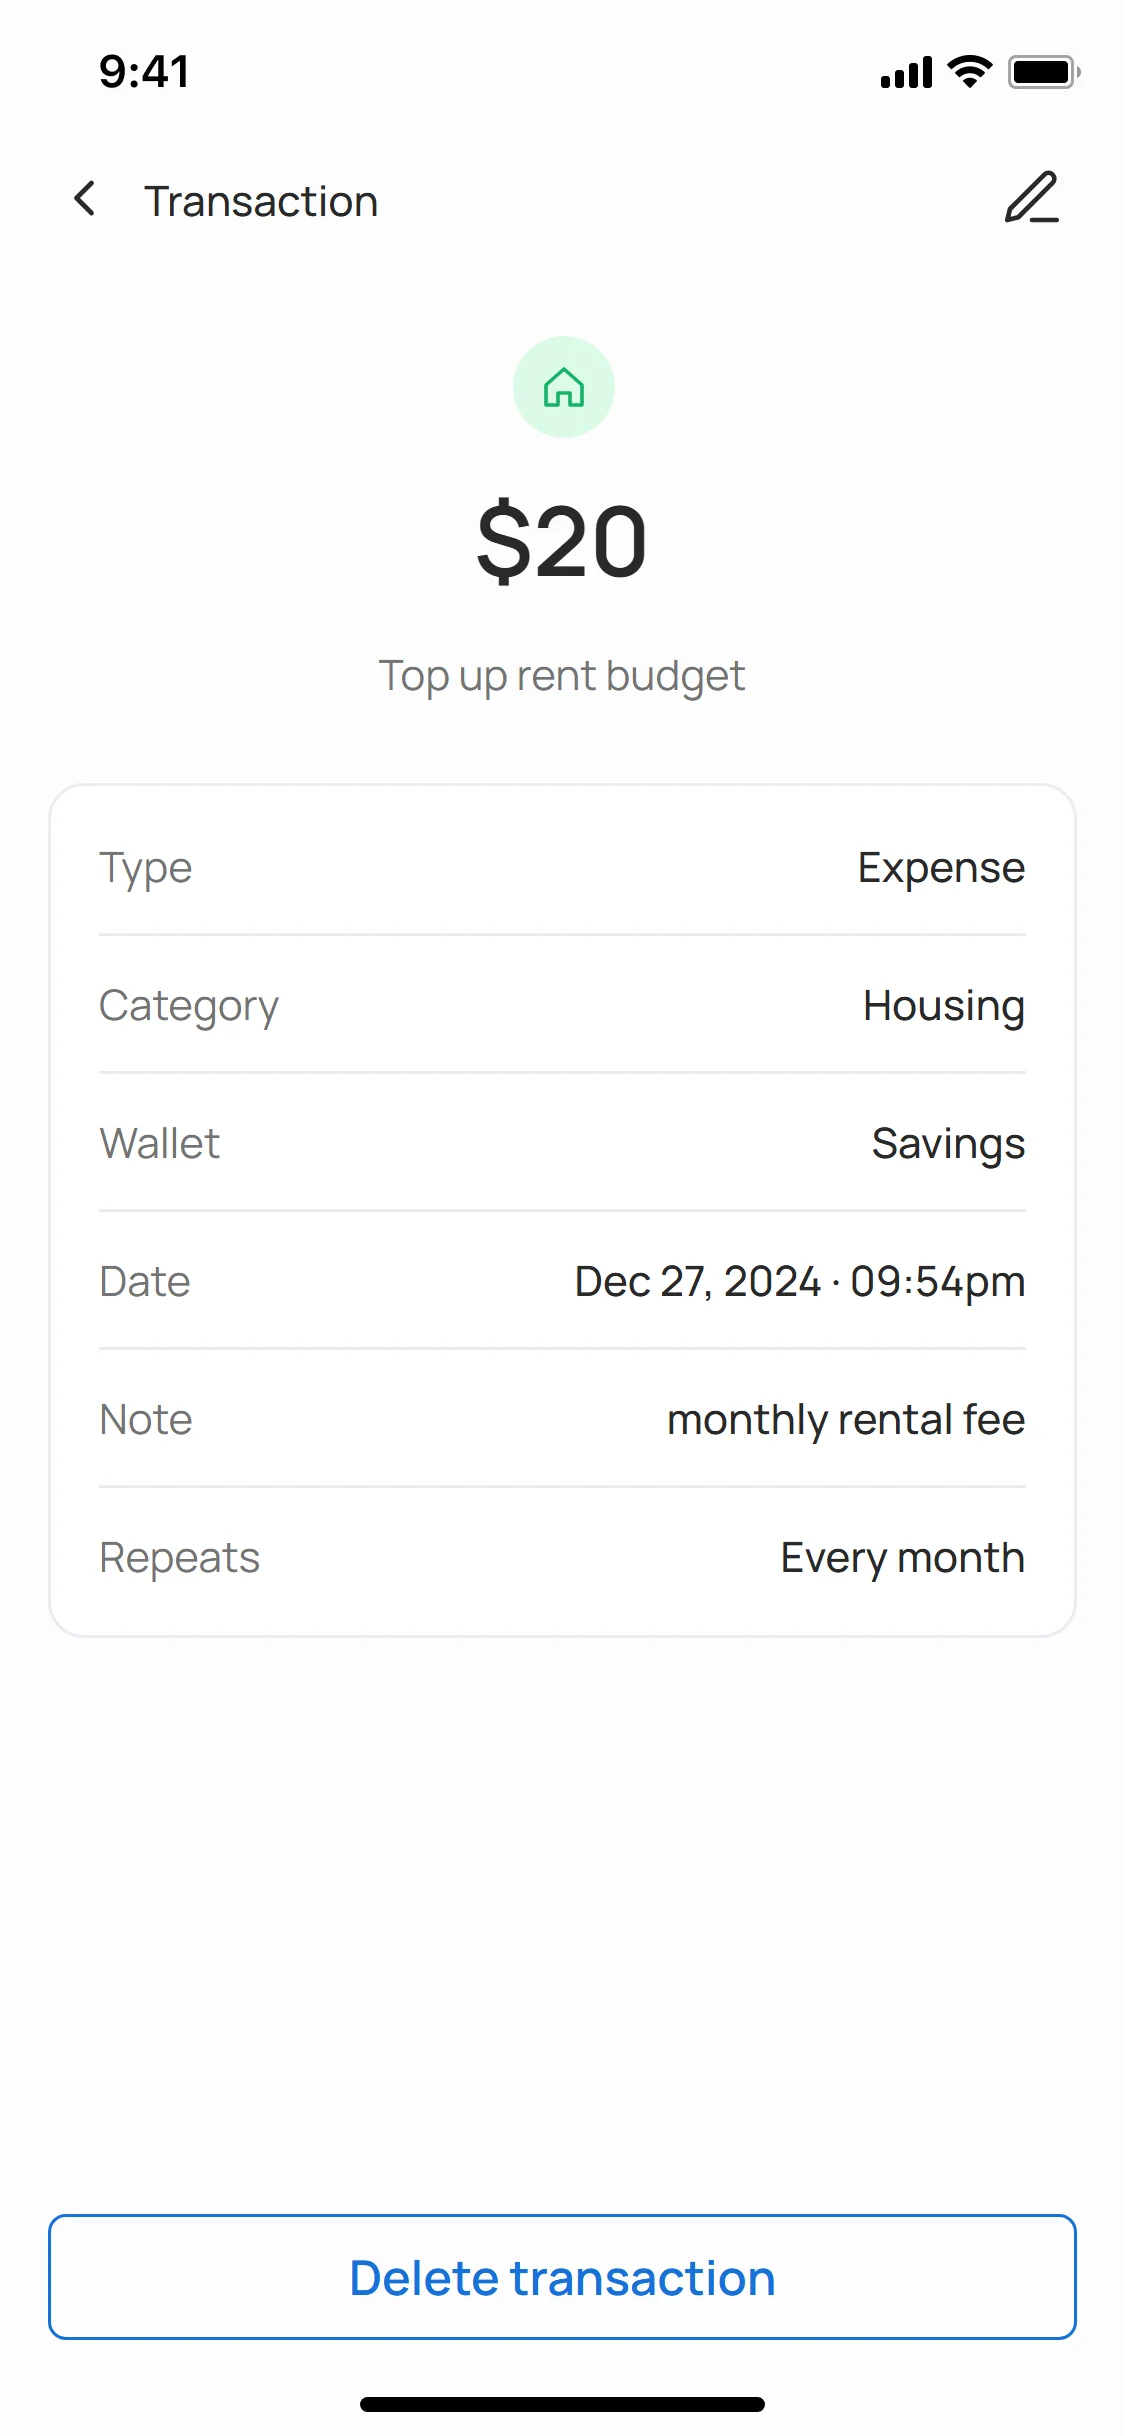 9:41
Transaction
$20
Top up rent budget
Type Expense
Category Housing
Wallet Savings
Date Dec 27, 2024 · 09:54pm
Note monthly rental fee
Repeats Every month
Delete transaction